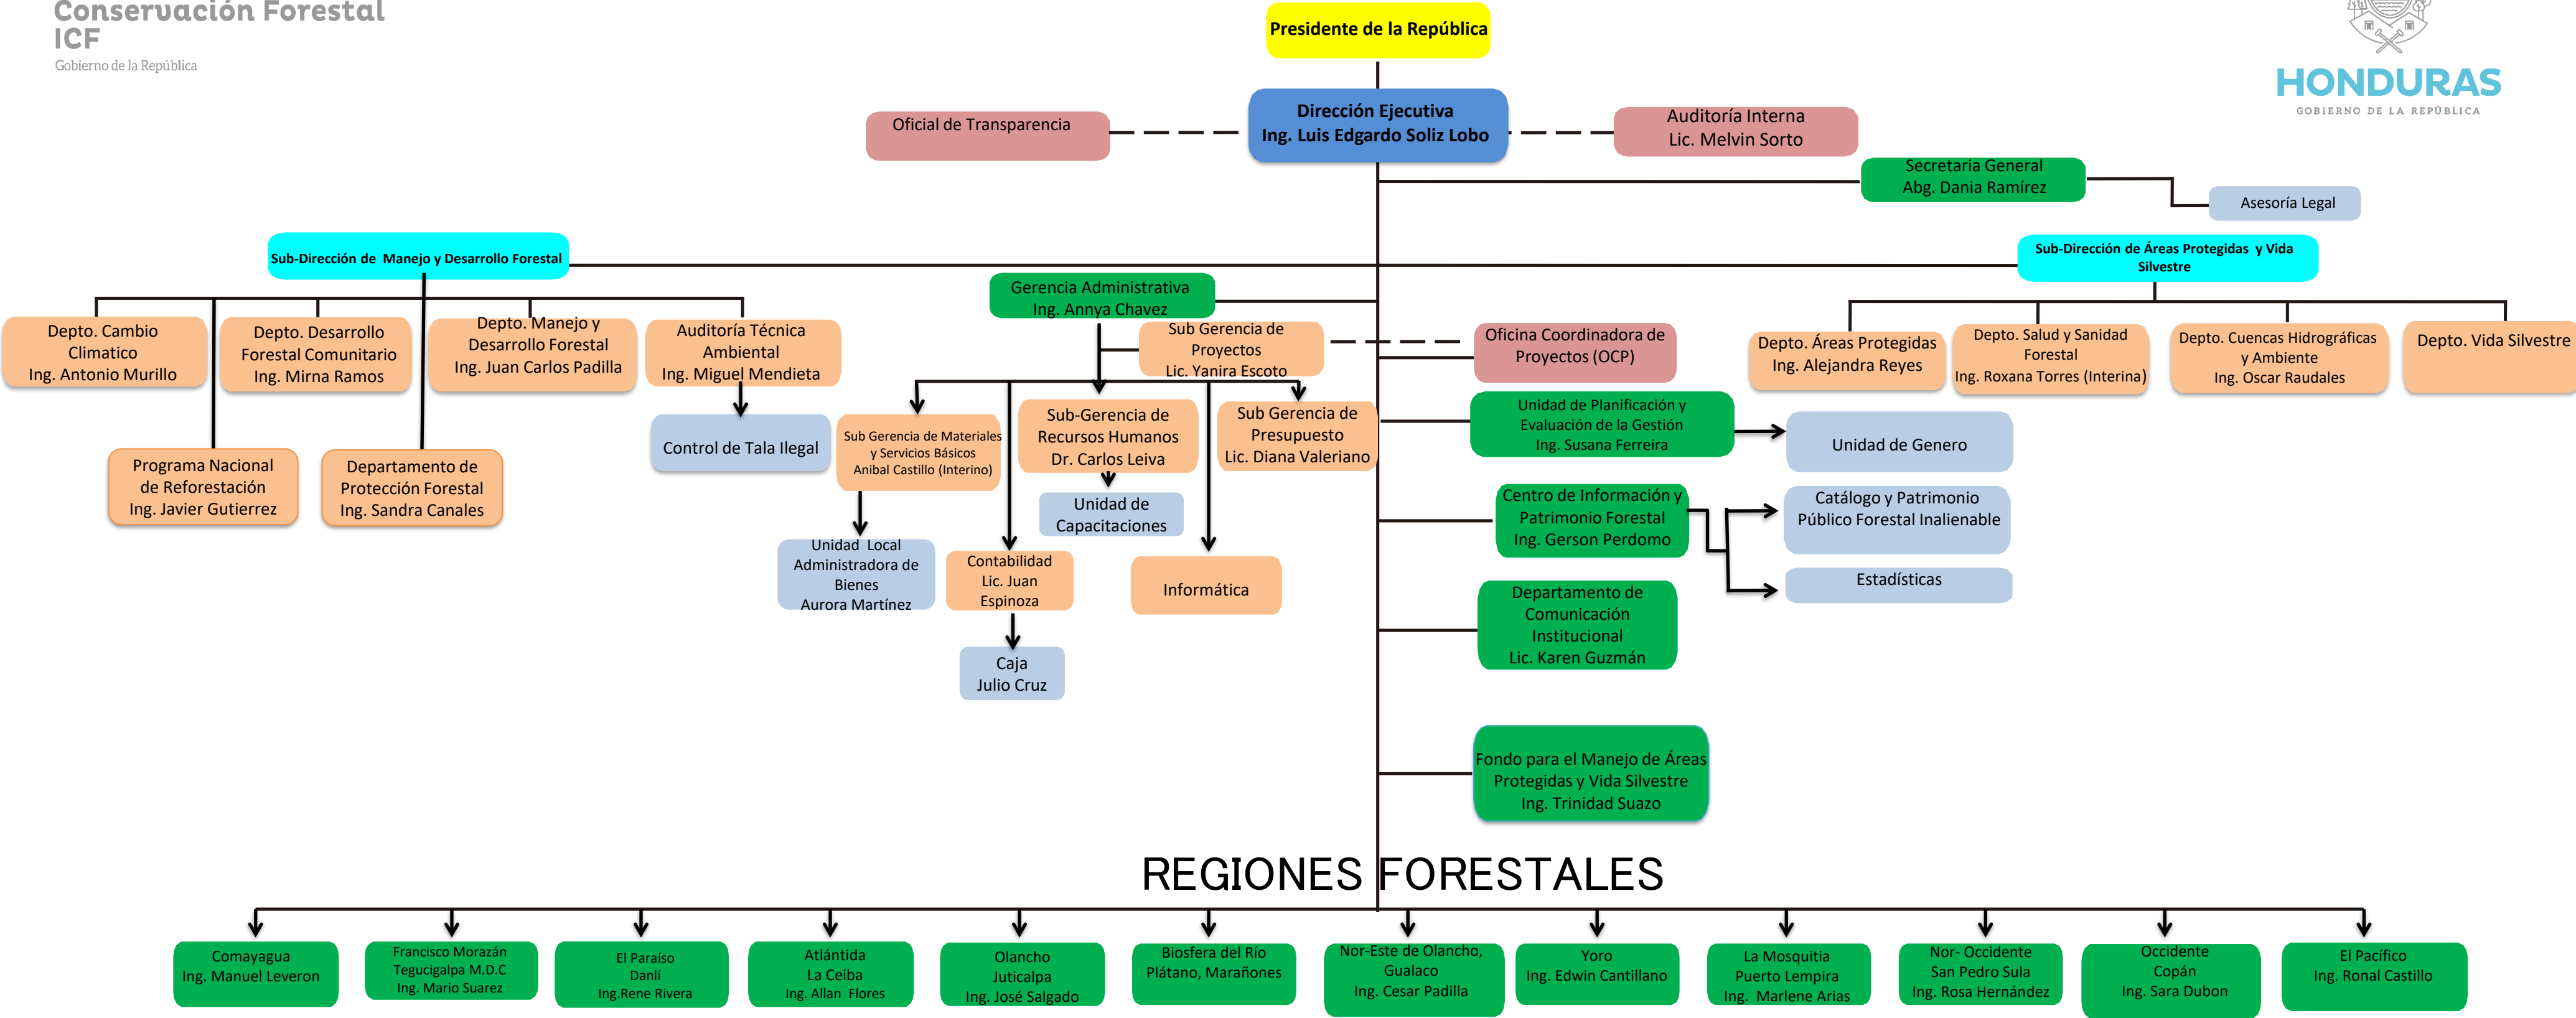 Conservación Forestal
ICF
Gobierno de la República
Presidente de la República
HONDURAS
GOBIERNO DE LA REPÚBLICA
Dirección Ejecutiva
Ing. Luis Edgardo Soliz Lobo
Oficial de Transparencia
Auditoría Interna
Lic. Melvin Sorto
Secretaria General
Abg. Dania Ramírez
Asesoría Legal
Sub-Dirección de Manejo y Desarrollo Forestal
Sub-Dirección de Áreas Protegidas y Vida
Silvestre
Gerencia Administrativa
Ing. Annya Chavez
Depto. Cambio
Climatico
Ing. Antonio Murillo
Depto. Desarrollo
Forestal Comunitario
Ing. Mirna Ramos
Depto. Manejo y
Desarrollo Forestal
Ing. Juan Carlos Padilla
Auditoría Técnica
Ambiental
Ing. Miguel Mendieta
Sub Gerencia de
Proyectos
Lic. Yanira Escoto
Oficina Coordinadora de
Proyectos (OCP)
Depto. Áreas Protegidas
Ing. Alejandra Reyes
Depto. Salud y Sanidad
Forestal
Ing. Roxana Torres (Interina)
Depto. Cuencas Hidrográficas
y Ambiente
Ing. Oscar Raudales
Depto. Vida Silvestre
Programa Nacional
de Reforestación
Ing. Javier Gutierrez
Departamento de
Protección Forestal
Ing. Sandra Canales
Control de Tala Ilegal
Sub Gerencia de Materiales
y Servicios Básicos
Anibal Castillo (Interino)
Sub-Gerencia de
Recursos Humanos
Dr. Carlos Leiva
Sub Gerencia de
Presupuesto
Lic. Diana Valeriano
Unidad de Planificación y
Evaluación de la Gestión
Ing. Susana Ferreira
Unidad de Genero
Unidad de
Capacitaciones
Centro de Información y
Patrimonio Forestal
Ing. Gerson Perdomo
Catálogo y Patrimonio
Público Forestal Inalienable
Estadísticas
Unidad Local
Administradora de
Bienes
Aurora Martínez
Contabilidad
Lic. Juan
Espinoza
Informática
Departamento de
Comunicación
Institucional
Lic. Karen Guzmán
Caja
Julio Cruz
Fondo para el Manejo de Áreas
Protegidas y Vida Silvestre
Ing. Trinidad Suazo
REGIONES FORESTALES
Comayagua
Ing. Manuel Leveron
Francisco Morazán
Tegucigalpa M.D.C
Ing. Mario Suarez
El Paraíso
Danlí
Ing.Rene Rivera
Atlántida
La Ceiba
Ing. Allan Flores
Olancho
Juticalpa
Ing. José Salgado
Biosfera del Río
Plátano, Marañones
Nor-Este de Olancho,
Gualaco
Ing. Cesar Padilla
Yoro
Ing. Edwin Cantillano
La Mosquitia
Puerto Lempira
Ing. Marlene Arias
Nor- Occidente
San Pedro Sula
Ing. Rosa Hernández
Occidente
Copán
Ing. Sara Dubon
El Pacífico
Ing. Ronal Castillo